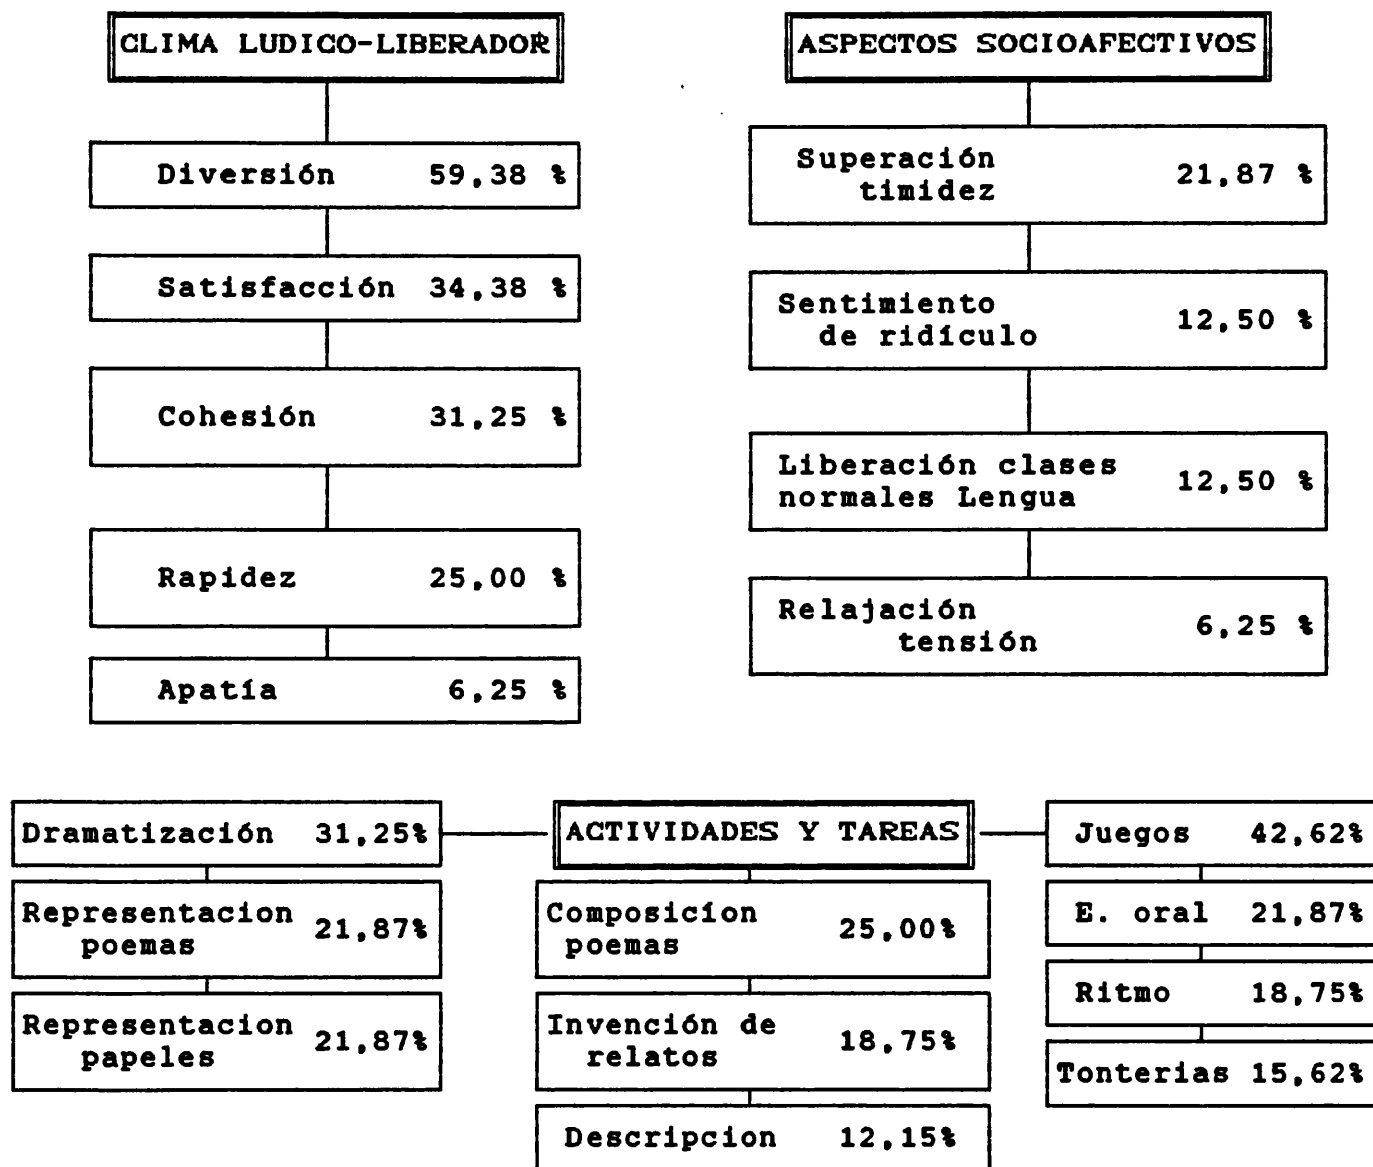 CLIMA LUDICO-LIBERADOR
Diversión 59,38 %
Satisfacción 34,38 %
Cohesión 31,25 %
Rapidez 25,00 %
Apatía 6,25 %
ASPECTOS SOCIOAFECTIVOS
Superación
timidez 21,87 %
Sentimiento
de ridículo 12,50 %
Liberación clases
normales Lengua 12,50 %
Relajación
tensión 6,25 %
Dramatización 31,25%
Representacion
poemas 21,87%
Representacion
papeles 21,87%
ACTIVIDADES Y TAREAS
Composicion
poemas 25,00%
Invención de
relatos 18,75%
Descripcion 12,15%
Juegos 42,62%
E. oral 21,87%
Ritmo 18,75%
Tonterias 15,62%